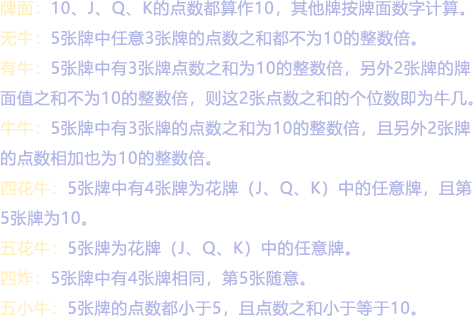 牌面：10、J、Q、K的点数都算作10，其他牌按牌面数字计算。
无牛：5张牌中任意3张牌的点数之和都不为10的整数倍。
有牛：5张牌中有3张牌点数之和为10的整数倍，另外2张牌的牌
面值之和不为10的整数倍，则这2张点数之和的个位数即为牛几。
牛牛：5张牌中有3张牌的点数之和为10的整数倍，且另外2张牌
的点数相加也为10的整数倍。
四花牛：5张牌中有4张牌为花牌（J、Q、K）中的任意牌，且第
5张牌为10。
五花牛：5张牌为花牌（J、Q、K）中的任意牌。
四炸：5张牌中有4张牌相同，第5张随意。
五小牛：5张牌的点数都小于5，且点数之和小于等于10。